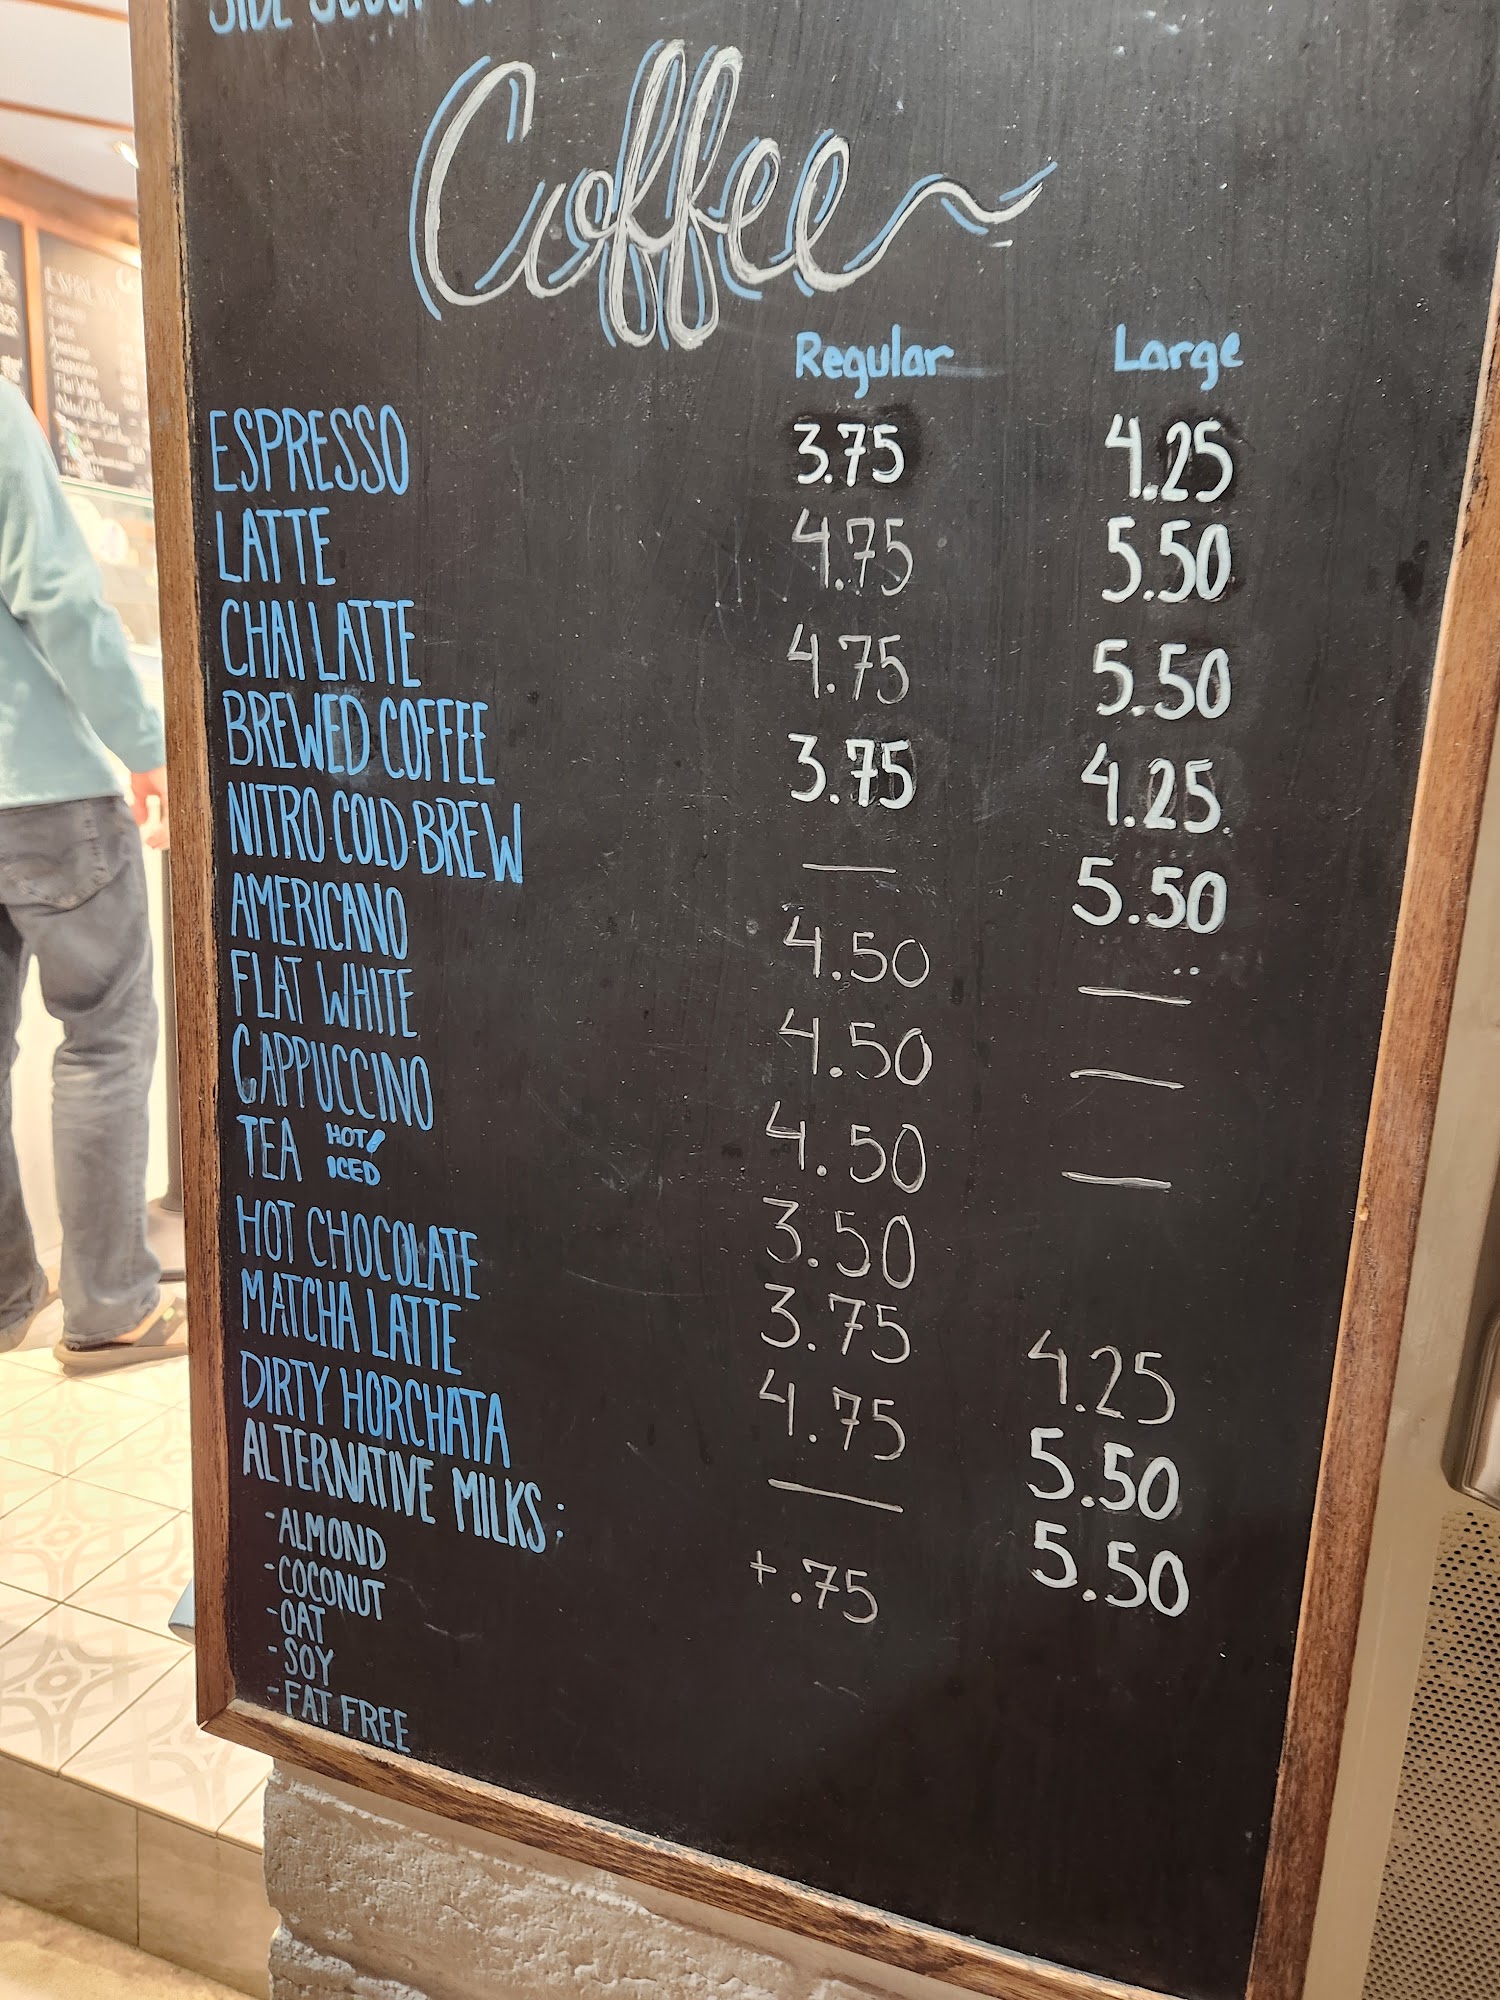 Coffee
Regular Large
ESPRESSO 3.75 4.25
LATTE 4.75 5.50
CHAI LATTE 4.75 5.50
BREWED COFFEE 3.75 4.25
NITRO COLD BREW — 5.50
AMERICANO 4.50 —
FLAT WHITE 4.50 —
CAPPUCCINO 4.50 —
TEA HOT/ ICED 3.50
HOT CHOCOLATE 3.75 4.25
MATCHA LATTE 4.75 5.50
DIRTY HORCHATA — 5.50
ALTERNATIVE MILKS: +.75
-ALMOND
-COCONUT
-OAT
-SOY
-FAT FREE
ESPRESSO